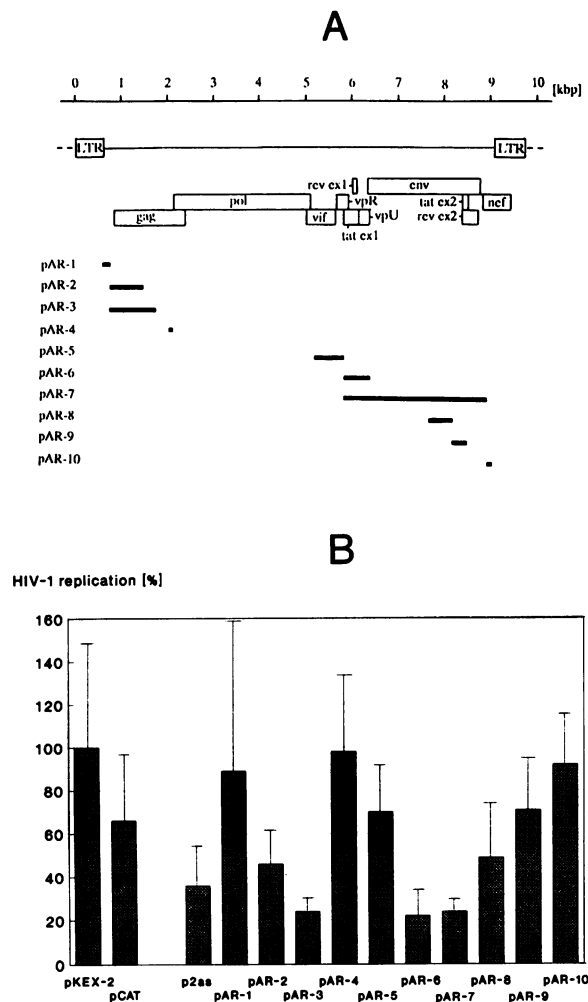 A
0 1 2 3 4 5 6 7 8 9 10 [kbp]
LTR LTR
rev ex1 env
pol vpR tat ex2 nef
gag vif vpU rev ex2
tat ex1
pAR-1
pAR-2
pAR-3
pAR-4
pAR-5
pAR-6
pAR-7
pAR-8
pAR-9
pAR-10
B
HIV-1 replication [%]
160
140
120
100
80
60
40
20
0
pKEX-2 p2as pAR-2 pAR-4 pAR-6 pAR-8 pAR-10
pCAT pAR-1 pAR-3 pAR-5 pAR-7 pAR-9